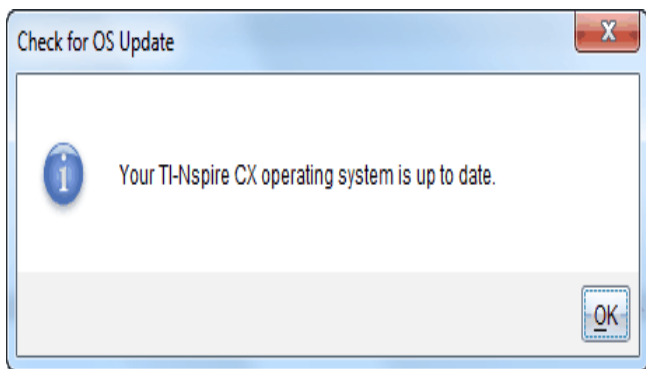 Check for OS Update
Your TI-Nspire CX operating system is up to date.
OK